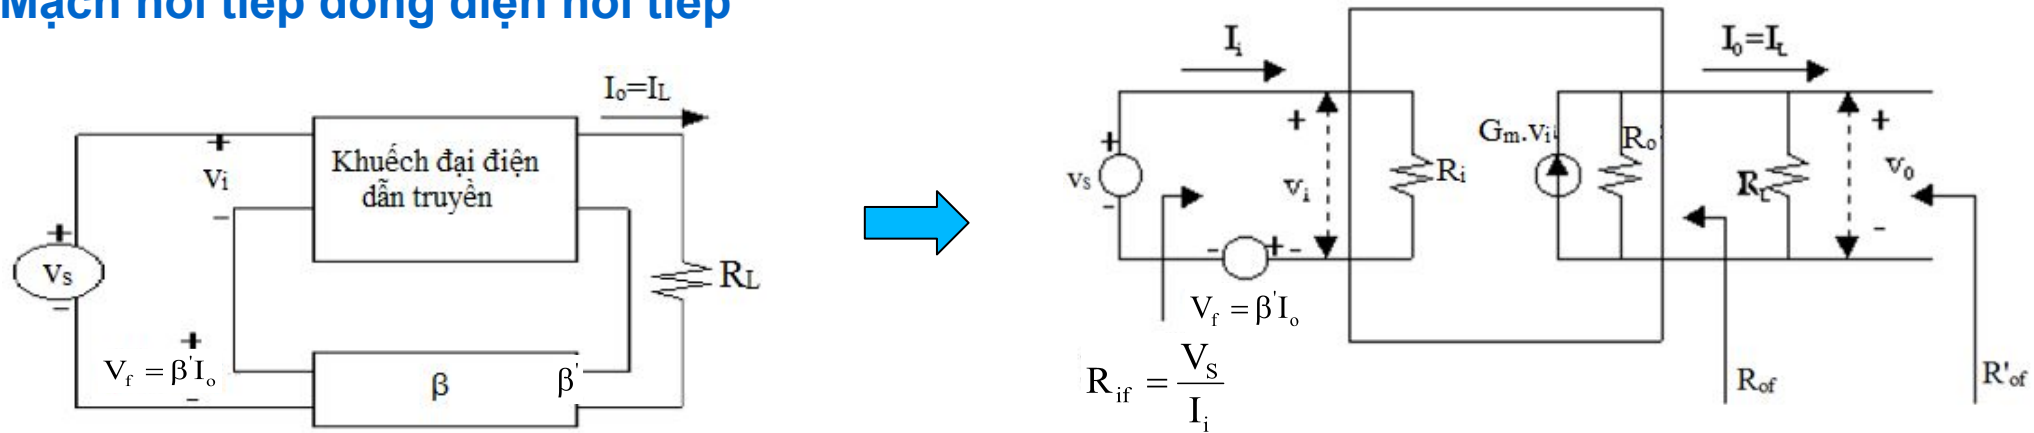 Mạch nối tiếp dòng điện nối tiếp
Io=IL
Khuếch đại điện
dẫn truyền
+
vi
–
+
vs
–
RL
+
Vf = β'Io
–
β
β'
Ii
Io=IL
+
vs
-
+
vi
-
Ri
Gm.vi
Ro
RL
+
vo
-
- +
Vf = β'Io
Rif = VS / Ii
Rof
R'of